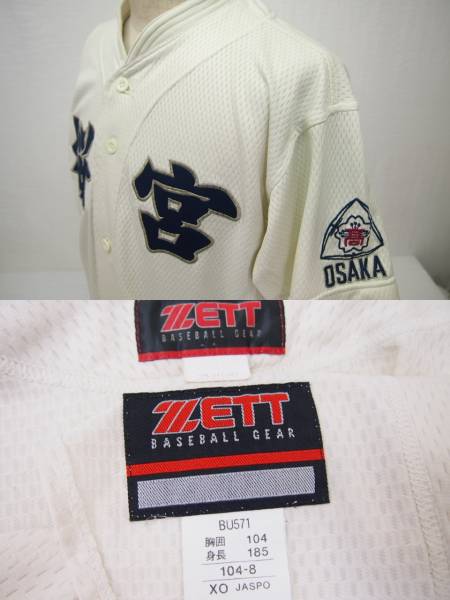 宮
高
OSAKA
ZETT
BASEBALL GEAR
ZETT
BASEBALL GEAR
BU571
胸囲 104
身長 185
104-8
XO JASPO